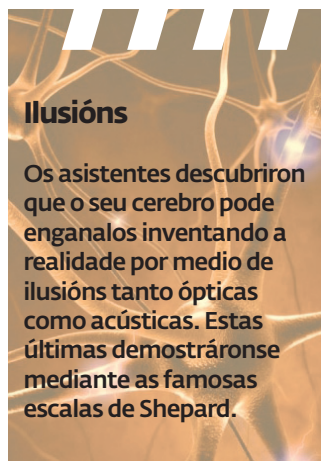 Ilusións
Os asistentes descubriron
que o seu cerebro pode
enganalos inventando a
realidade por medio de
ilusións tanto ópticas
como acústicas. Estas
últimas demostráronse
mediante as famosas
escalas de Shepard.